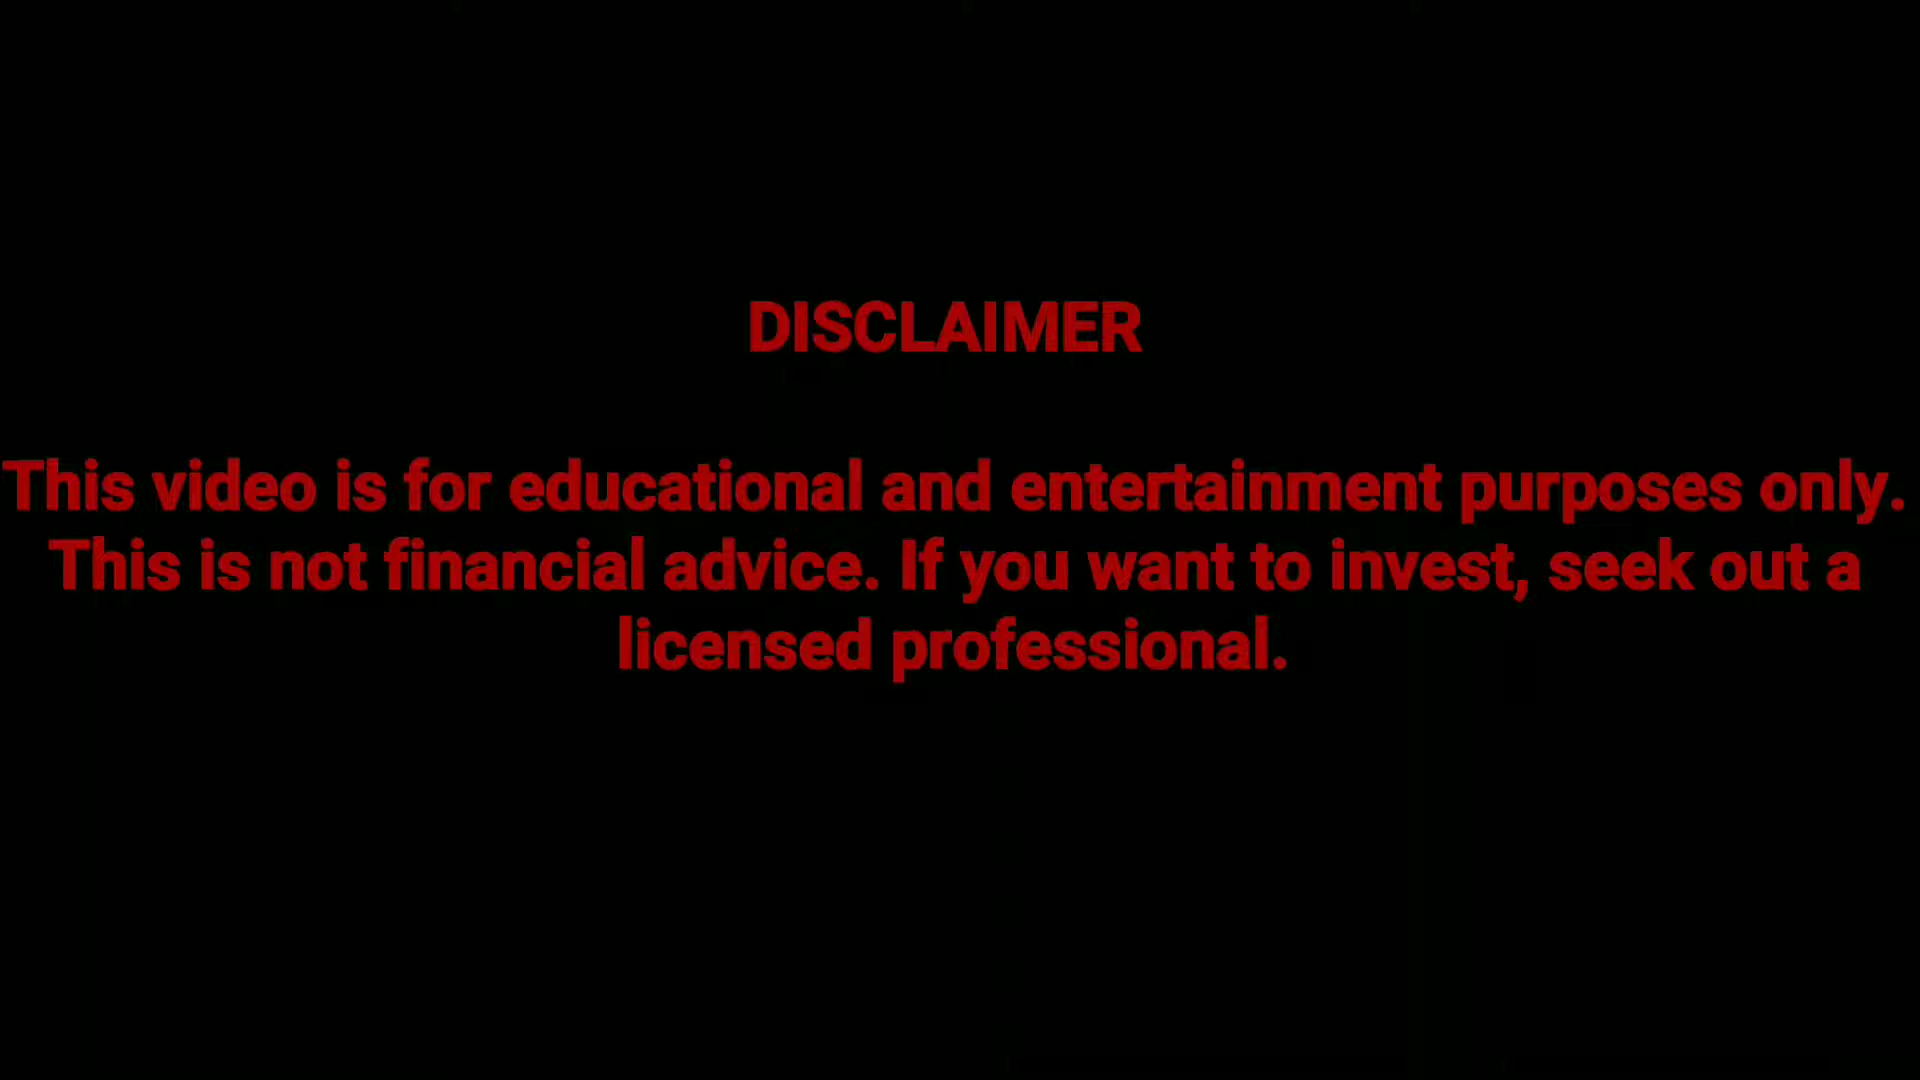 DISCLAIMER
This video is for educational and entertainment purposes only.
This is not financial advice. If you want to invest, seek out a
licensed professional.